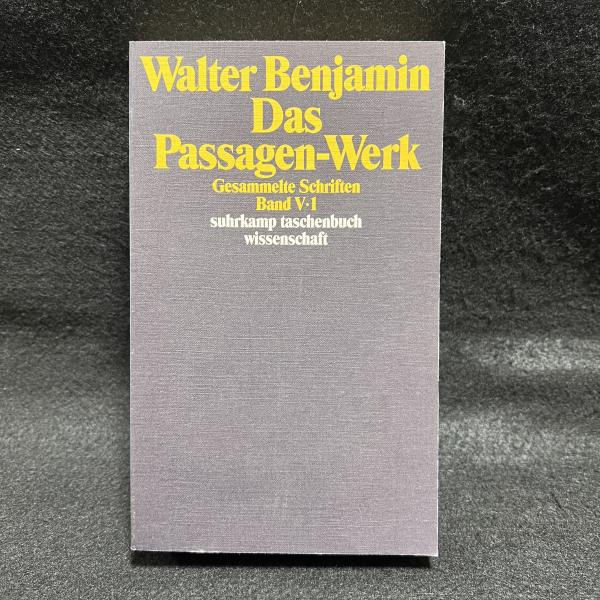 Walter Benjamin
Das
Passagen-Werk
Gesammelte Schriften
Band V·1
suhrkamp taschenbuch
wissenschaft